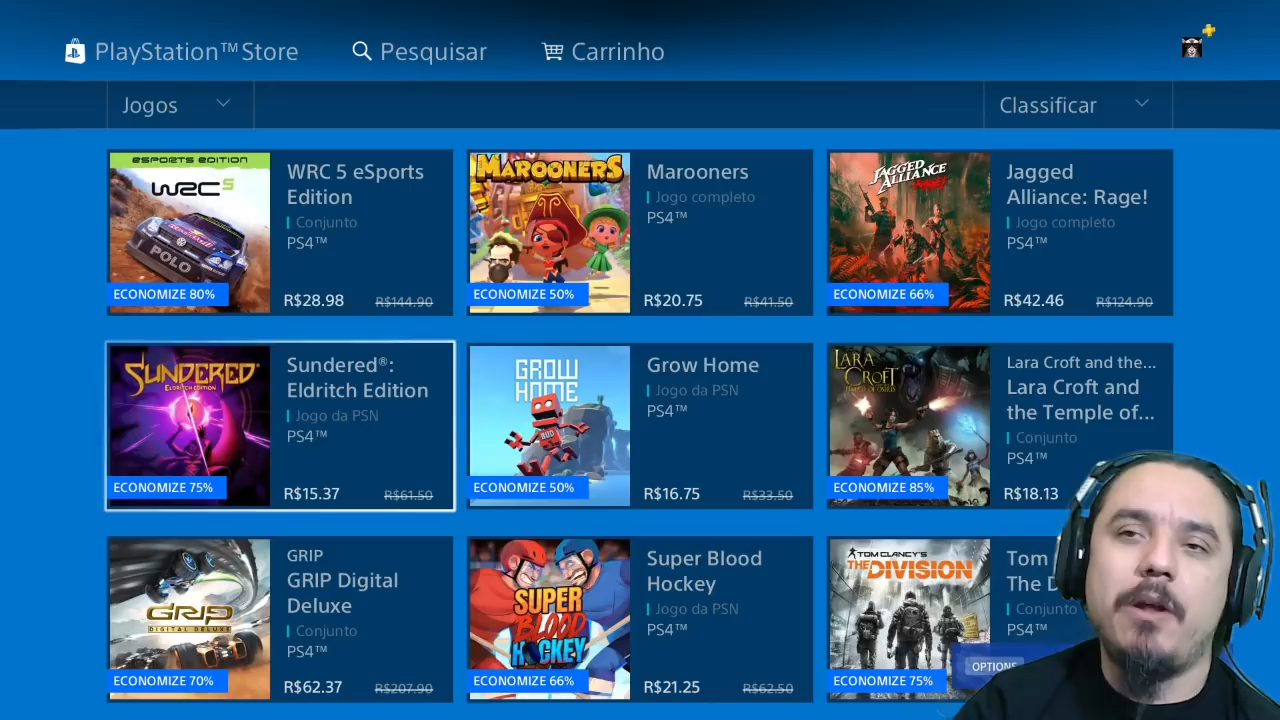 PlayStation™Store
Pesquisar
Carrinho
Jogos
Classificar
ESPORTS EDITION
WRC 5
POLO
ECONOMIZE 80%
WRC 5 eSports
Edition
Conjunto
PS4™
R$28.98
R$144.90
MAROONERS
ECONOMIZE 50%
Marooners
Jogo completo
PS4™
R$20.75
R$41.50
JAGGED
ALLIANCE
RAGE!
ECONOMIZE 66%
Jagged
Alliance: Rage!
Jogo completo
PS4™
R$42.46
R$124.90
SUNDERED®
ELDRITCH EDITION
ECONOMIZE 75%
Sundered®:
Eldritch Edition
Jogo da PSN
PS4™
R$15.37
R$61.50
GROW
HOME
BUD
ECONOMIZE 50%
Grow Home
Jogo da PSN
PS4™
R$16.75
R$33.50
LARA
CROFT
ECONOMIZE 85%
Lara Croft and the...
Lara Croft and
the Temple of...
Conjunto
PS4™
R$18.13
GRIP
DIGITAL DELUXE
ECONOMIZE 70%
GRIP
GRIP Digital
Deluxe
Conjunto
PS4™
R$62.37
R$207.90
SUPER
BLOOD
HOCKEY
ECONOMIZE 66%
Super Blood
Hockey
Jogo da PSN
PS4™
R$21.25
R$62.50
TOM CLANCY'S
THE DIVISION
ECONOMIZE 75%
Tom
The D
Conjunto
PS4™
OPTIONS